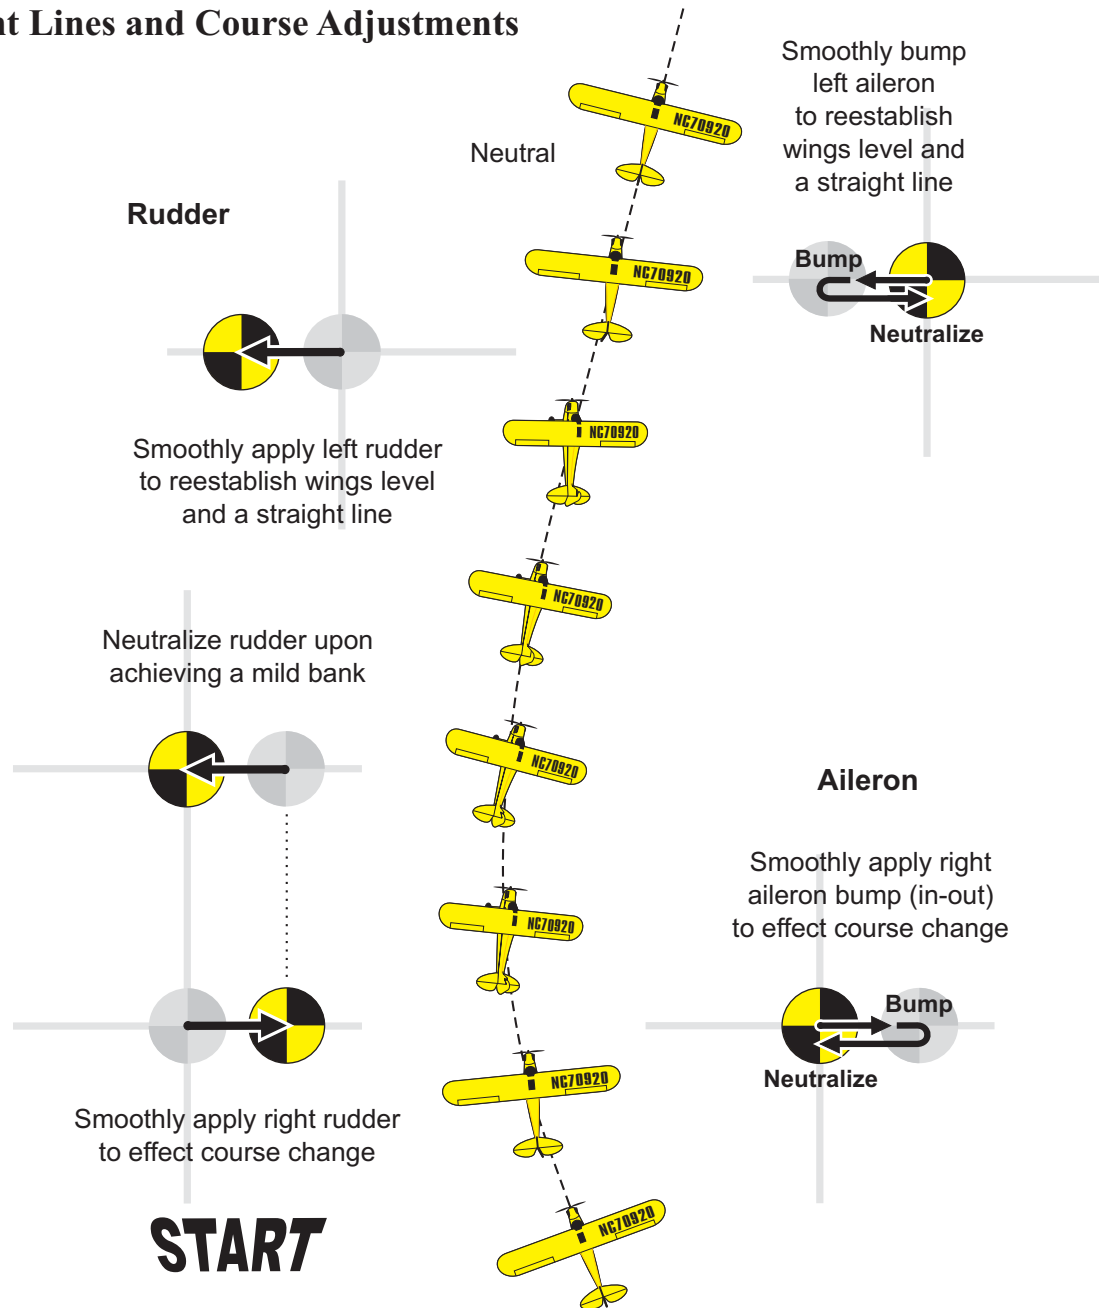 nt Lines and Course Adjustments
Smoothly bump
left aileron
to reestablish
wings level and
a straight line
Neutral
NC70920
Rudder
NC70920
Bump
Neutralize
NC70920
Smoothly apply left rudder
to reestablish wings level
and a straight line
NC70920
Neutralize rudder upon
achieving a mild bank
NC70920
Aileron
Smoothly apply right
aileron bump (in-out)
to effect course change
NC70920
Bump
Neutralize
NC70920
Smoothly apply right rudder
to effect course change
START
NC70920